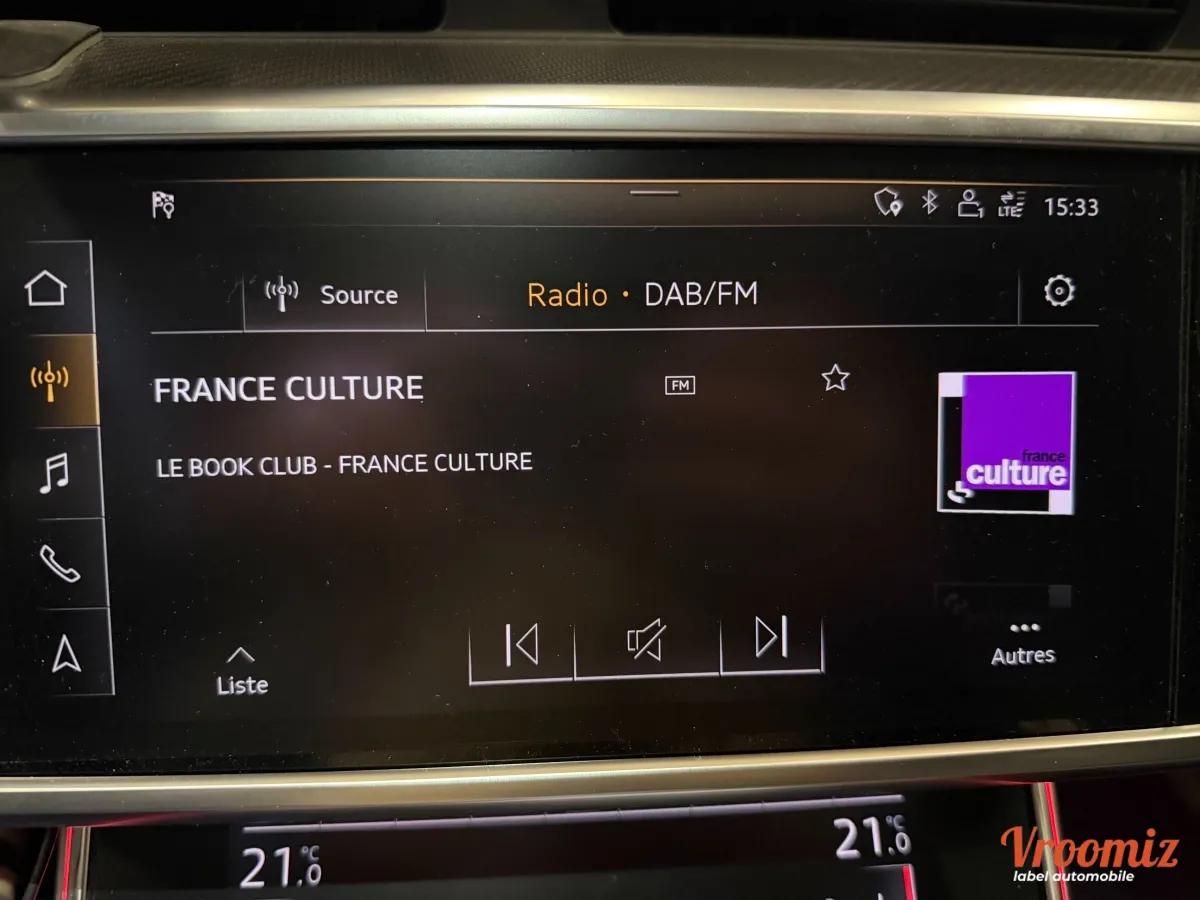 LTE 15:33
Source Radio • DAB/FM
FRANCE CULTURE FM
LE BOOK CLUB - FRANCE CULTURE
france
culture
Liste
Autres
21.0 °C
21.0 °C
Vroomiz
label automobile